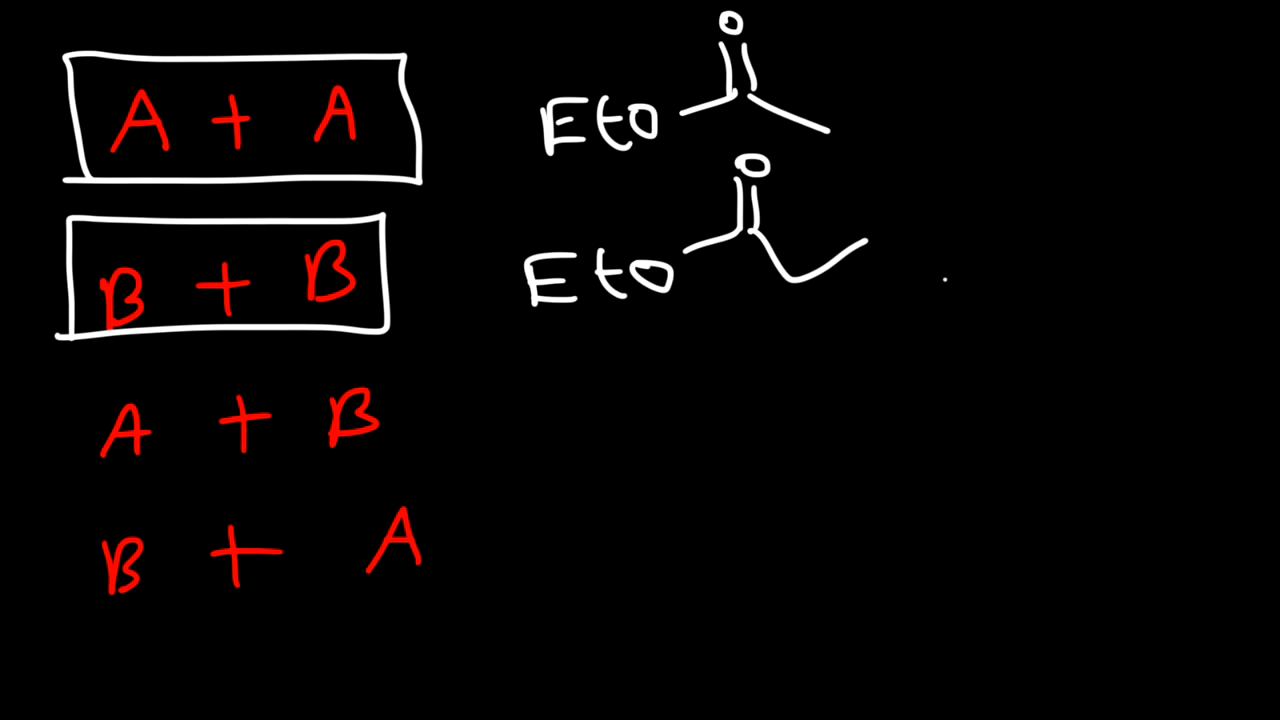 O
A + A
EtO
O
B + B
EtO
A + B
B + A